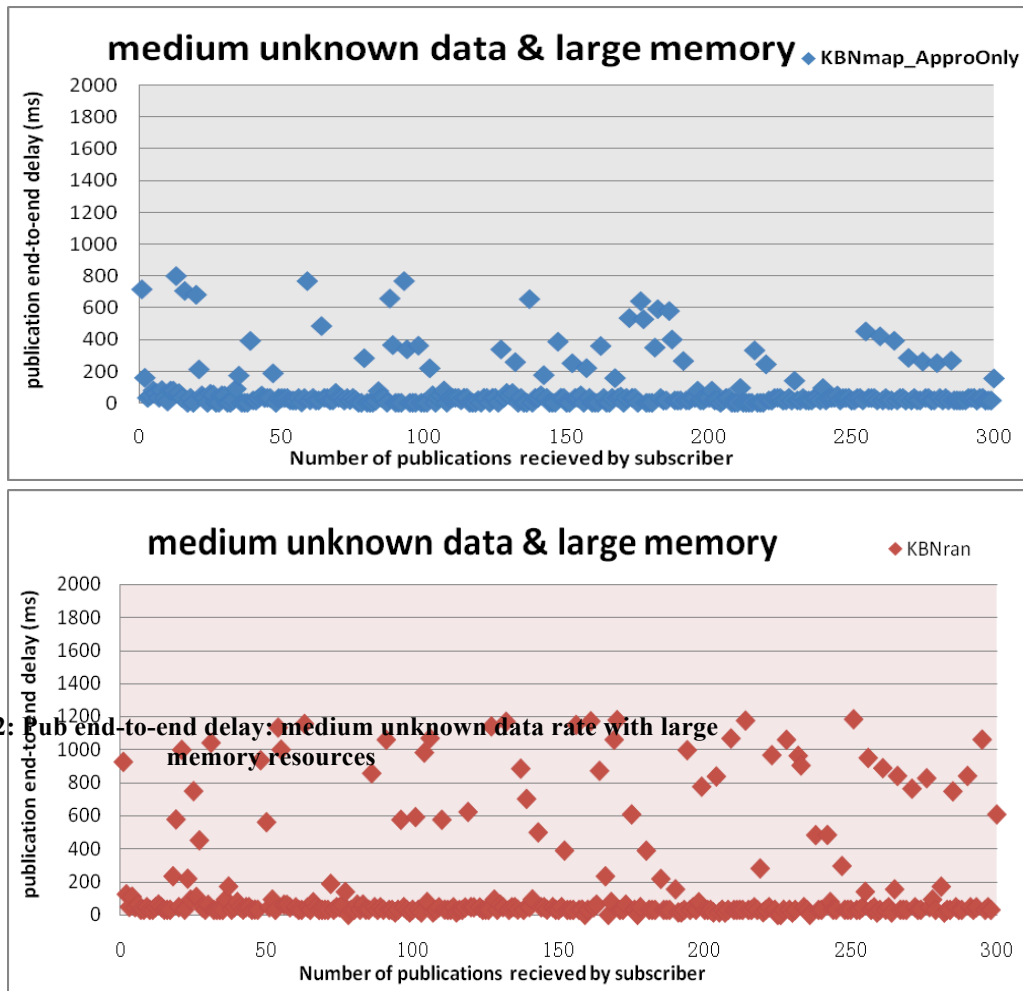 medium unknown data & large memory
KBNmap_ApproOnly
publication end-to-end delay (ms)
2000
1800
1600
1400
1200
1000
800
600
400
200
0
0 50 100 150 200 250 300
Number of publications recieved by subscriber
medium unknown data & large memory
KBNran
publication end-to-end delay (ms)
2000
1800
1600
1400
1200
1000
800
600
400
200
0
2: Pub end-to-end delay: medium unknown data rate with large
memory resources
0 50 100 150 200 250 300
Number of publications recieved by subscriber